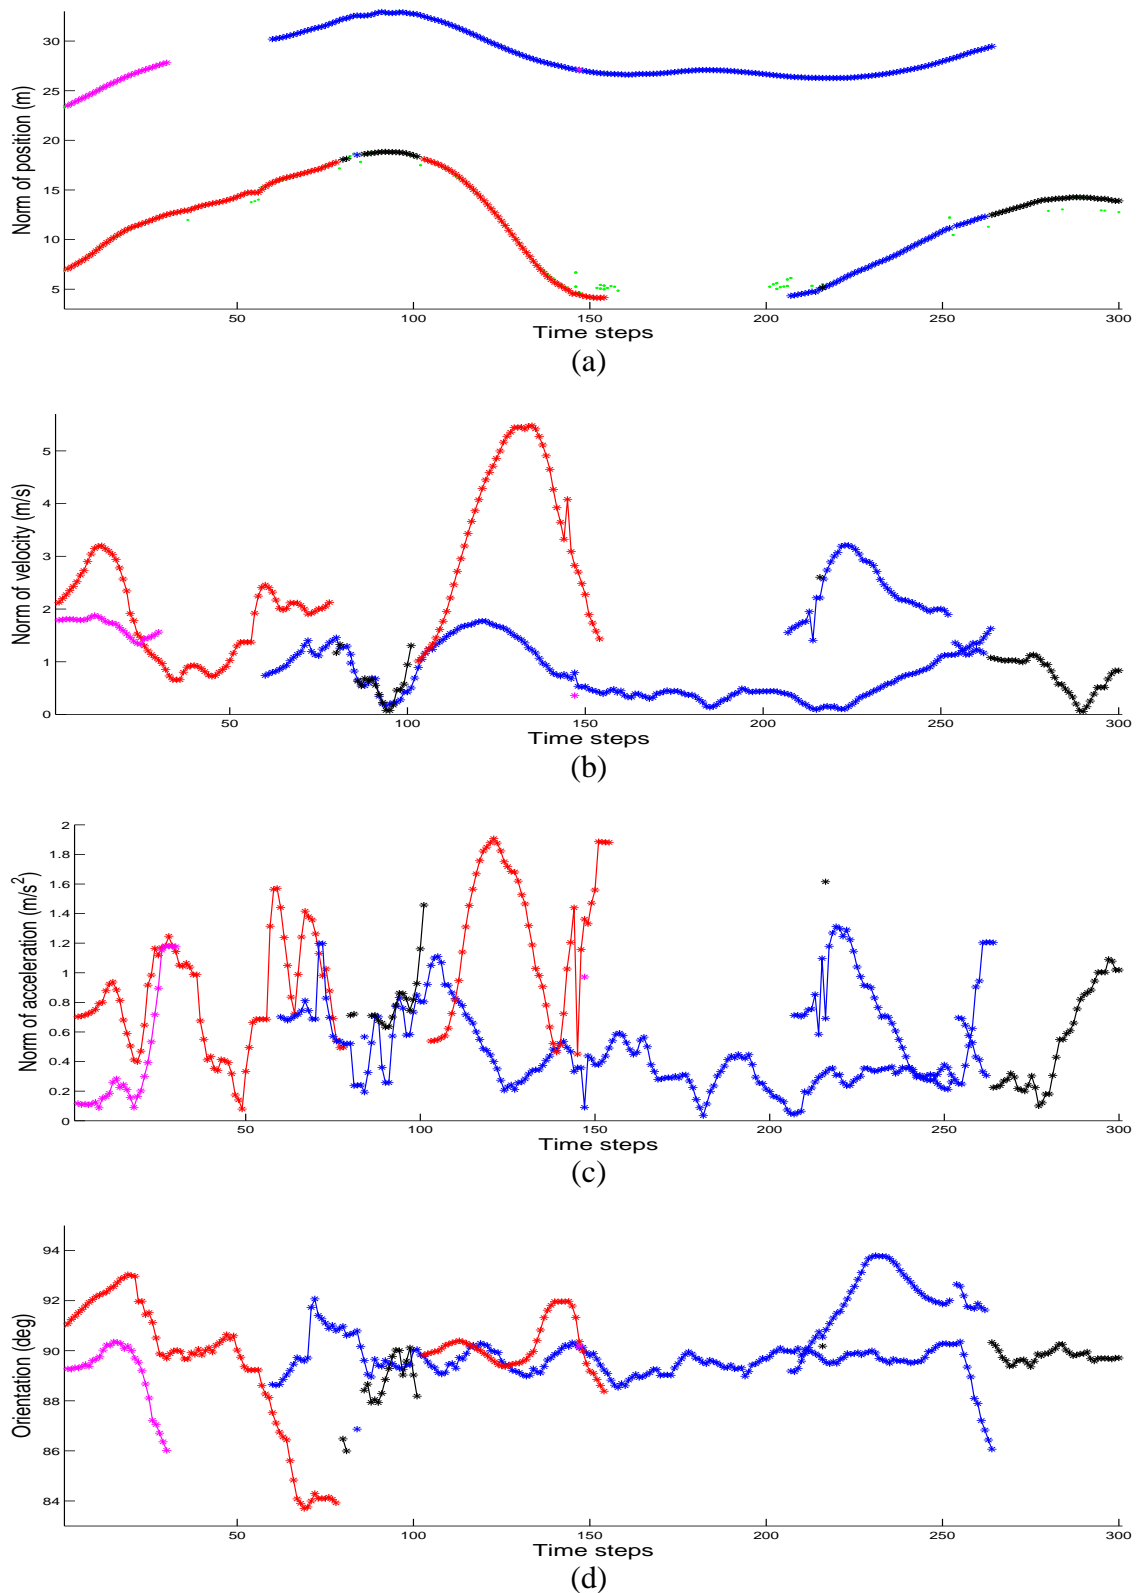 30
25
20
15
10
5
Norm of position (m)
50 100 150 200 250 300
Time steps
(a)
5
4
3
2
1
0
Norm of velocity (m/s)
50 100 150 200 250 300
Time steps
(b)
2
1.8
1.6
1.4
1.2
1
0.8
0.6
0.4
0.2
0
Norm of acceleration (m/s²)
50 100 150 200 250 300
Time steps
(c)
94
92
90
88
86
84
Orientation (deg)
50 100 150 200 250 300
Time steps
(d)